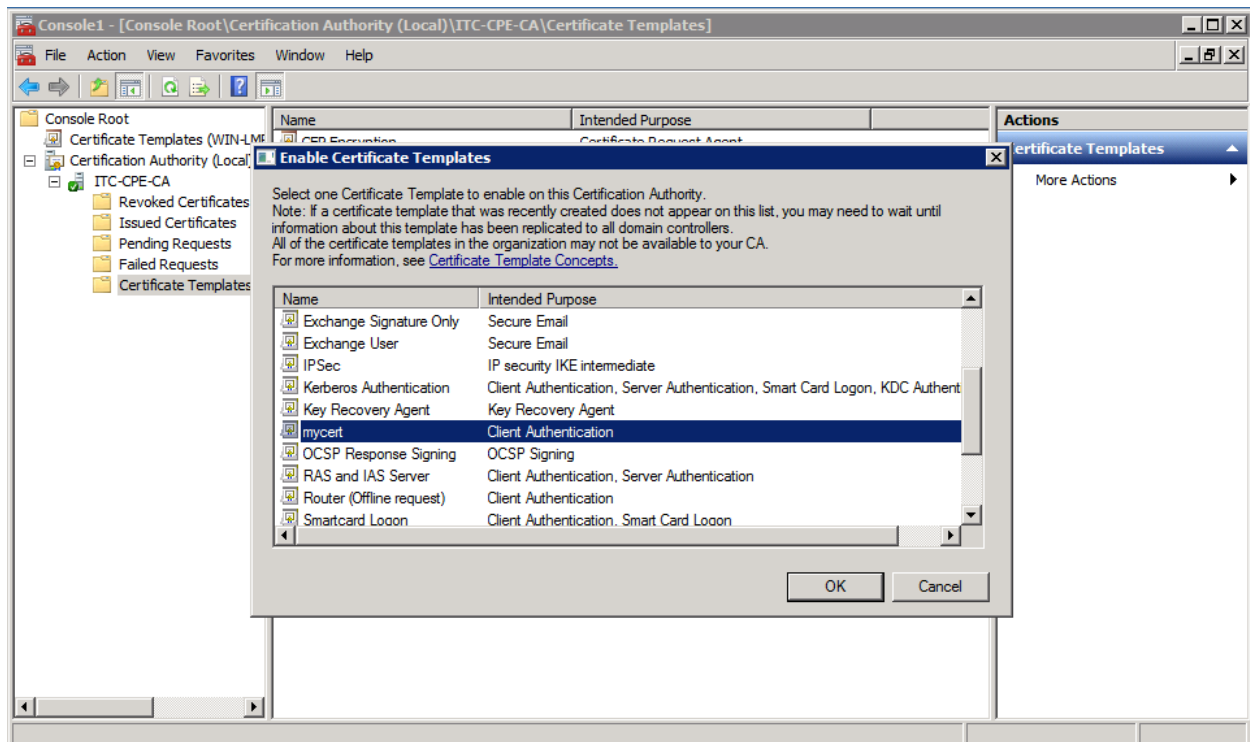 Console1 - [Console Root\Certification Authority (Local)\ITC-CPE-CA\Certificate Templates]
File Action View Favorites Window Help
Console Root
Certificate Templates (WIN-LM
Certification Authority (Local)
ITC-CPE-CA
Revoked Certificates
Issued Certificates
Pending Requests
Failed Requests
Certificate Templates
Name Intended Purpose
CEP Encryption Certificate Request Agent
Actions
ertificate Templates
More Actions
Enable Certificate Templates
Select one Certificate Template to enable on this Certification Authority.
Note: If a certificate template that was recently created does not appear on this list, you may need to wait until
information about this template has been replicated to all domain controllers.
All of the certificate templates in the organization may not be available to your CA.
For more information, see Certificate Template Concepts.
Name Intended Purpose
Exchange Signature Only Secure Email
Exchange User Secure Email
IPSec IP security IKE intermediate
Kerberos Authentication Client Authentication, Server Authentication, Smart Card Logon, KDC Authent
Key Recovery Agent Key Recovery Agent
mycert Client Authentication
OCSP Response Signing OCSP Signing
RAS and IAS Server Client Authentication, Server Authentication
Router (Offline request) Client Authentication
Smartcard Logon Client Authentication, Smart Card Logon
OK Cancel